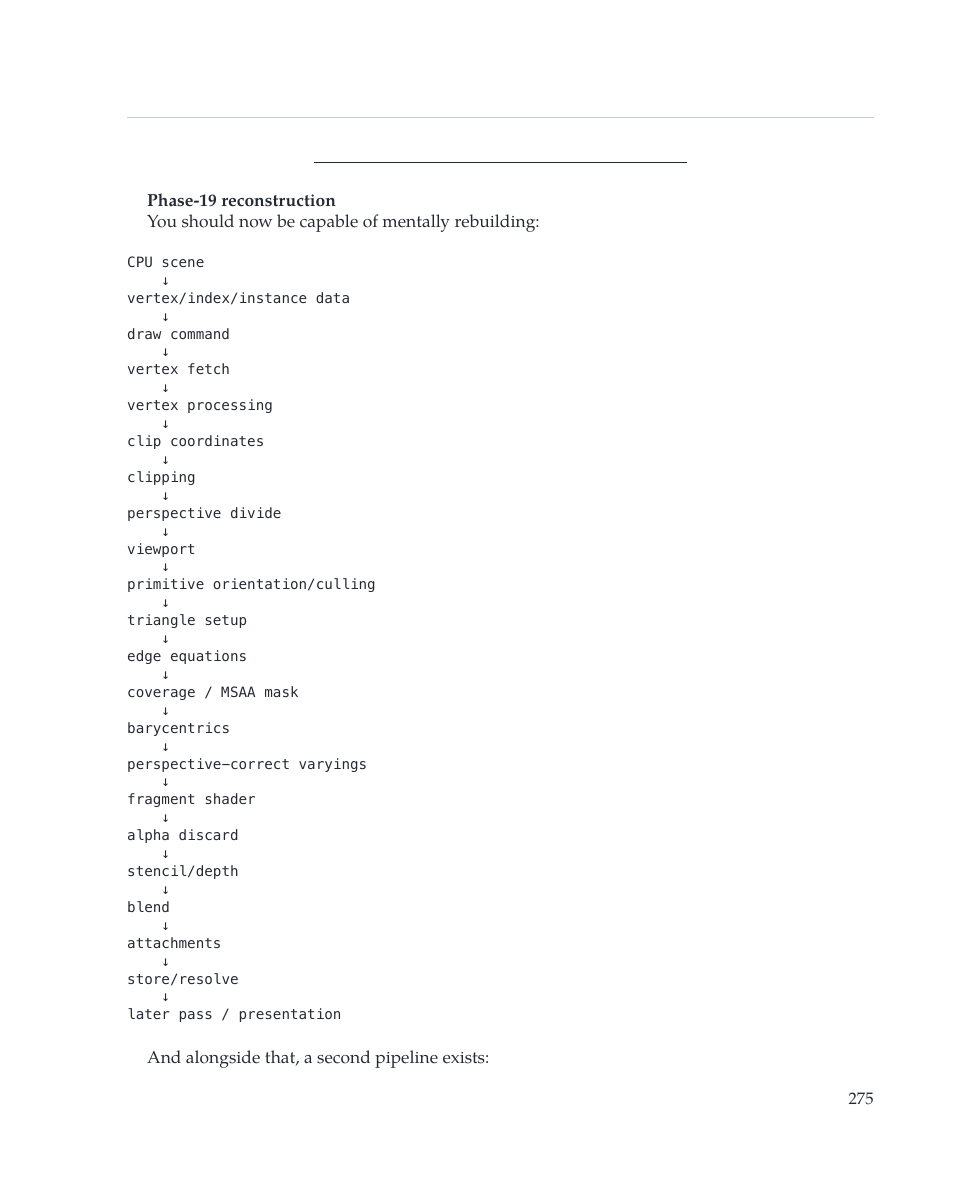 Phase-19 reconstruction
You should now be capable of mentally rebuilding:
CPU scene
↓
vertex/index/instance data
↓
draw command
↓
vertex fetch
↓
vertex processing
↓
clip coordinates
↓
clipping
↓
perspective divide
↓
viewport
↓
primitive orientation/culling
↓
triangle setup
↓
edge equations
↓
coverage / MSAA mask
↓
barycentrics
↓
perspective−correct varyings
↓
fragment shader
↓
alpha discard
↓
stencil/depth
↓
blend
↓
attachments
↓
store/resolve
↓
later pass / presentation
And alongside that, a second pipeline exists:
275